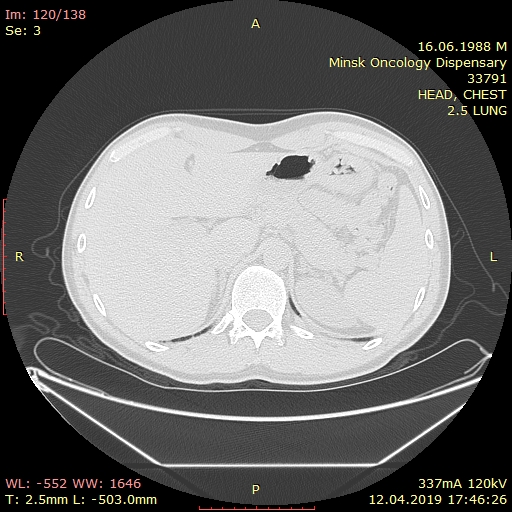 Im: 120/138
Se: 3
A
16.06.1988 M
Minsk Oncology Dispensary
33791
HEAD, CHEST
2.5 LUNG
R
L
WL: -552 WW: 1646
T: 2.5mm L: -503.0mm
P
337mA 120kV
12.04.2019 17:46:26